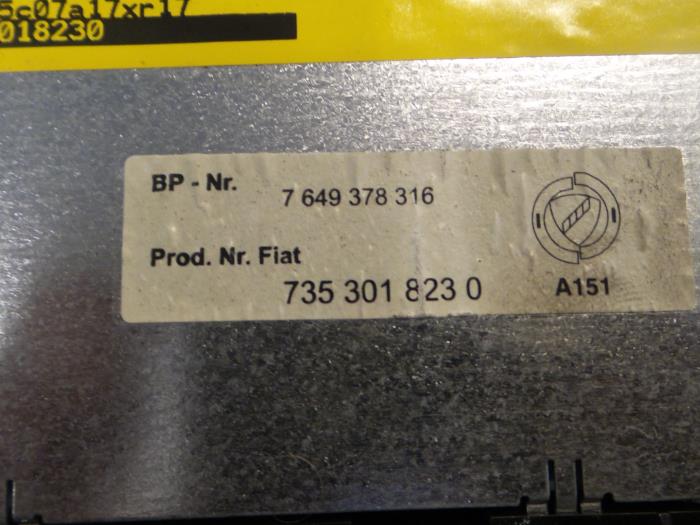 5c07a17xr17
018230
BP - Nr. 7 649 378 316
Prod. Nr. Fiat
735 301 823 0 A151